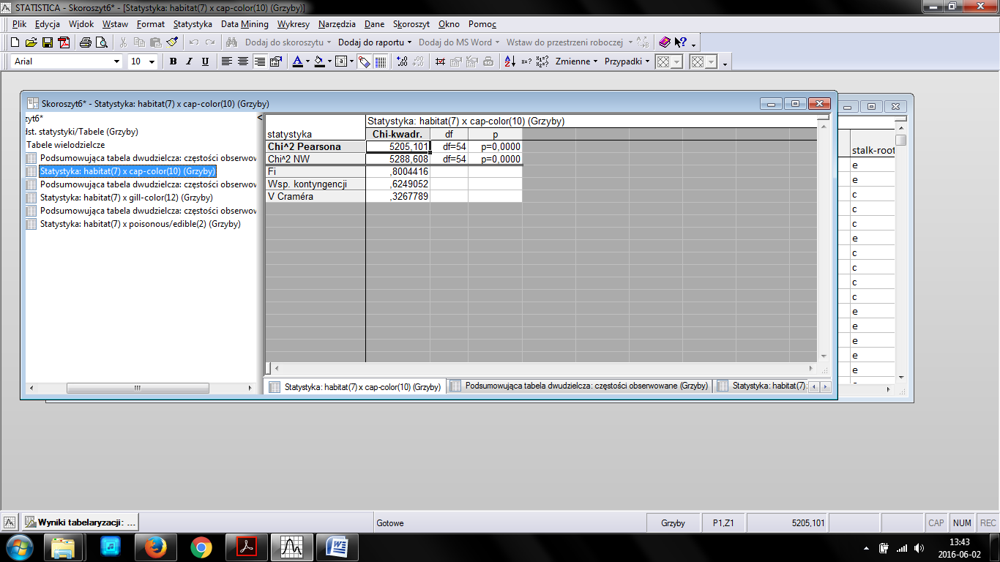 STATISTICA - Skoroszyt6* - [Statystyka: habitat(7) x cap-color(10) (Grzyby)]
Plik Edycja Widok Wstaw Format Statystyka Data Mining Wykresy Narzędzia Dane Skoroszyt Okno Pomoc
Dodaj do skoroszytu Dodaj do raportu Dodaj do MS Word Wstaw do przestrzeni roboczej
Arial 10 B I U Zmienne Przypadki
Skoroszyt6* - Statystyka: habitat(7) x cap-color(10) (Grzyby)
zyt6*
dst. statystyki/Tabele (Grzyby)
Tabele wielodzielcze
Podsumowująca tabela dwudzielcza: częstości obserwow
Statystyka: habitat(7) x cap-color(10) (Grzyby)
Podsumowująca tabela dwudzielcza: częstości obserwow
Statystyka: habitat(7) x gill-color(12) (Grzyby)
Podsumowująca tabela dwudzielcza: częstości obserwow
Statystyka: habitat(7) x poisonous/edible(2) (Grzyby)
Statystyka: habitat(7) x cap-color(10) (Grzyby)
statystyka Chi-kwadr. df p
Chi^2 Pearsona 5205,101 df=54 p=0,0000
Chi^2 NW 5288,608 df=54 p=0,0000
Fi ,8004416
Wsp. kontyngencji ,6249052
V Craméra ,3267789
stalk-root
e
e
c
c
c
e
c
c
c
c
e
e
e
e
e
Statystyka: habitat(7) x cap-color(10) (Grzyby) Podsumowująca tabela dwudzielcza: częstości obserwowane (Grzyby) Statystyka: habitat(7)
Wyniki tabelaryzacji: ... Gotowe Grzyby P1,Z1 5205,101 CAP NUM REC
13:43
2016-06-02